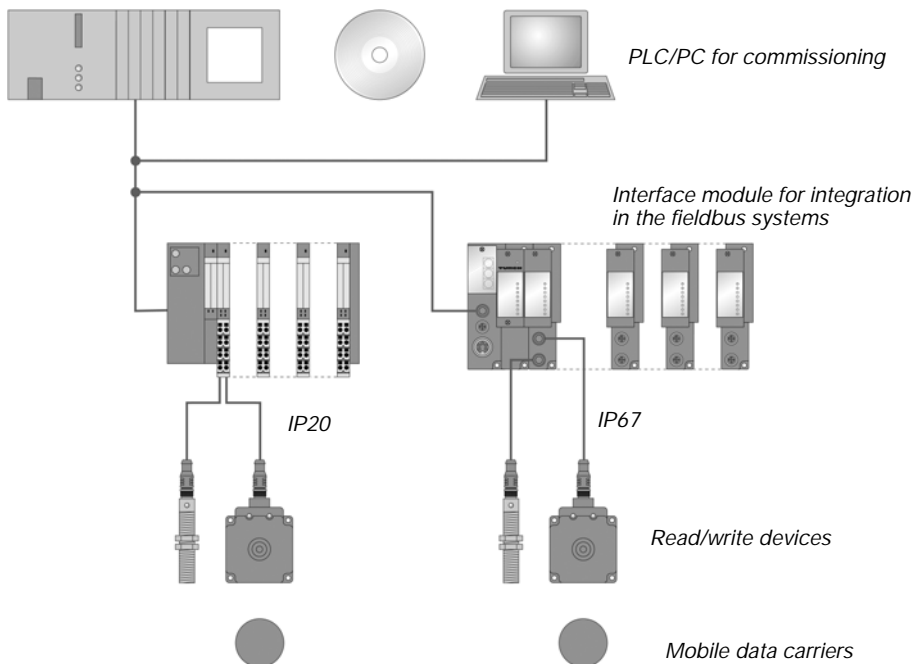 PLC/PC for commissioning
Interface module for integration
in the fieldbus systems
TURCK
IP20
IP67
Read/write devices
Mobile data carriers